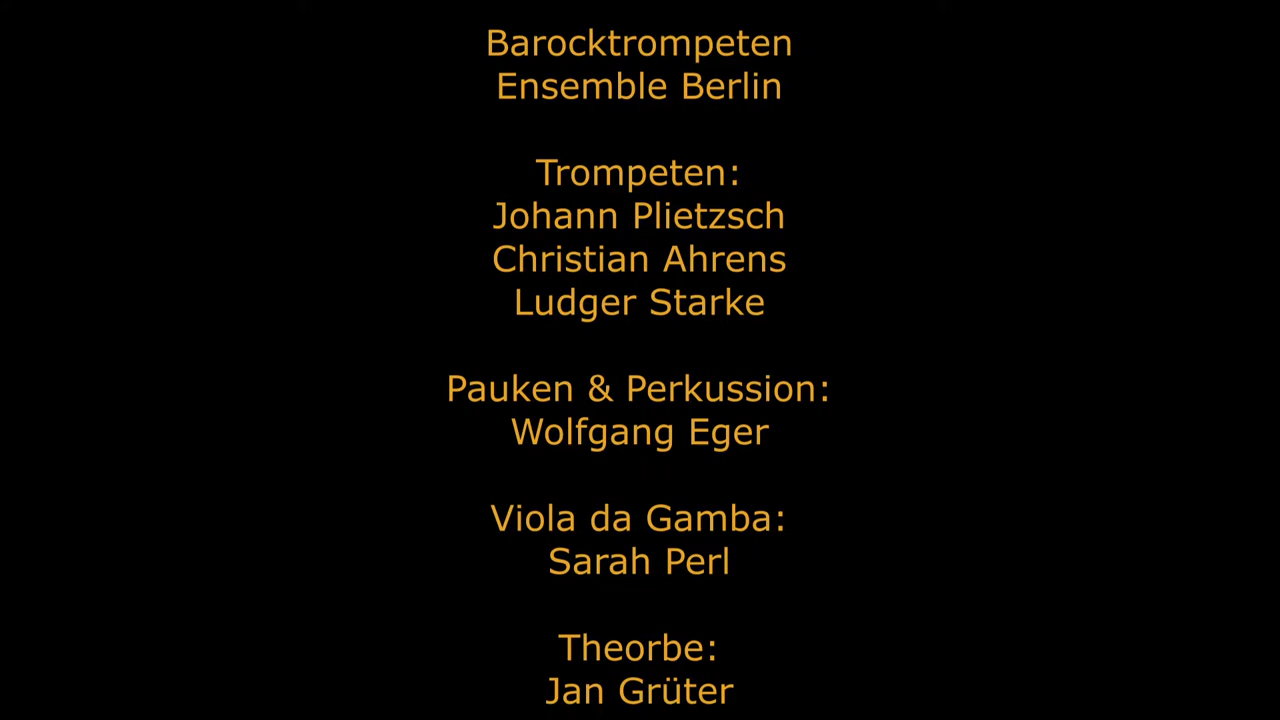 Barocktrompeten
Ensemble Berlin
Trompeten:
Johann Plietzsch
Christian Ahrens
Ludger Starke
Pauken & Perkussion:
Wolfgang Eger
Viola da Gamba:
Sarah Perl
Theorbe:
Jan Grüter